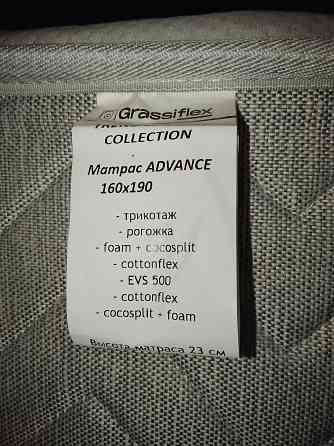 Grassiflex
COLLECTION
Матрас ADVANCE
160x190
- трикотаж
- рогожка
- foam + cocosplit
- cottonflex
- EVS 500
- cottonflex
- cocosplit + foam
Высота матраса 23 см